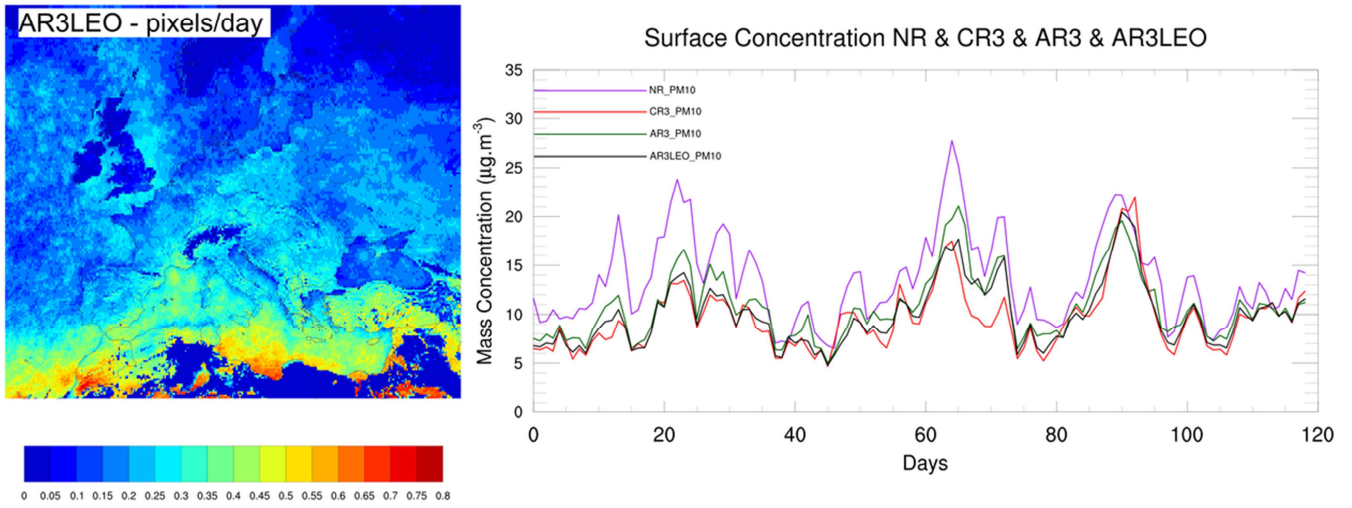 AR3LEO - pixels/day
0 0.05 0.1 0.15 0.2 0.25 0.3 0.35 0.4 0.45 0.5 0.55 0.6 0.65 0.7 0.75 0.8
Surface Concentration NR & CR3 & AR3 & AR3LEO
Mass Concentration (µg.m⁻³)
35
30
25
20
15
10
5
0
NR_PM10
CR3_PM10
AR3_PM10
AR3LEO_PM10
0 20 40 60 80 100 120
Days